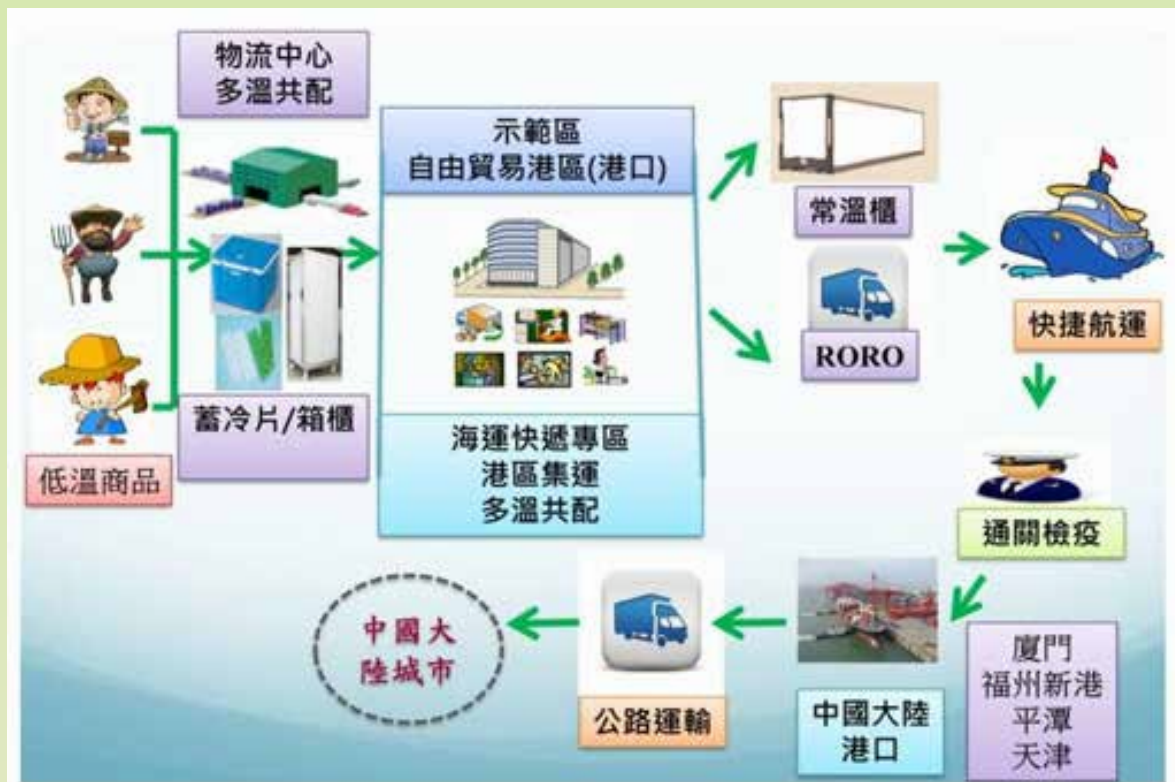 物流中心
多溫共配
低溫商品
蓄冷片/箱櫃
示範區
自由貿易港區(港口)
海運快遞專區
港區集運
多溫共配
常溫櫃
RORO
快捷航運
通關檢疫
廈門
福州新港
平潭
天津
中國大陸
港口
公路運輸
中國大
陸城市